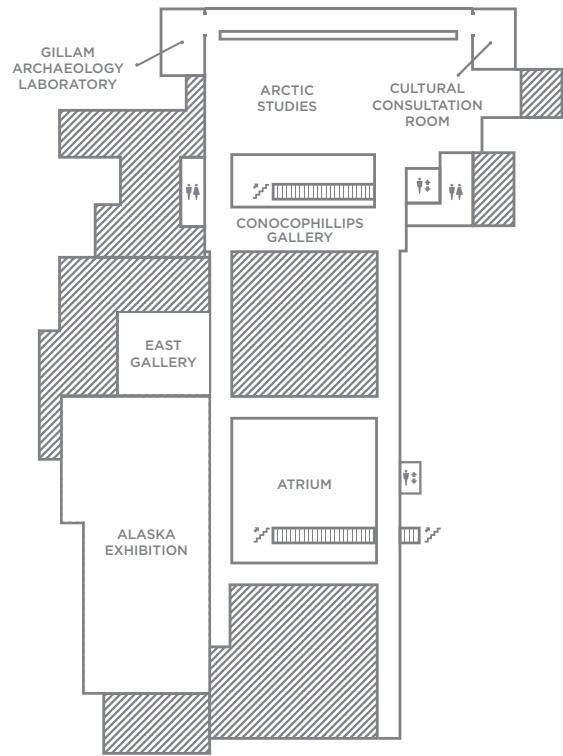 GILLAM
ARCHAEOLOGY
LABORATORY
ARCTIC
STUDIES
CULTURAL
CONSULTATION
ROOM
CONOCOPHILLIPS
GALLERY
EAST
GALLERY
ATRIUM
ALASKA
EXHIBITION